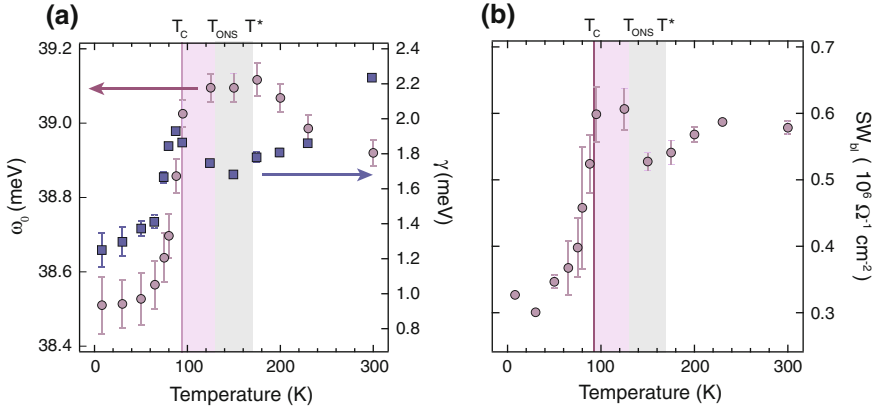 (a)
T_C T_ONS T*
39.2
39.0
38.8
38.6
38.4
ω_0 (meV)
2.4
2.2
2.0
1.8
1.6
1.4
1.2
1.0
0.8
γ (meV)
0 100 200 300
Temperature (K)
(b)
T_C T_ONS T*
0.7
0.6
0.5
0.4
0.3
SW_bl (10^6 Ω^-1 cm^-2)
0 100 200 300
Temperature (K)